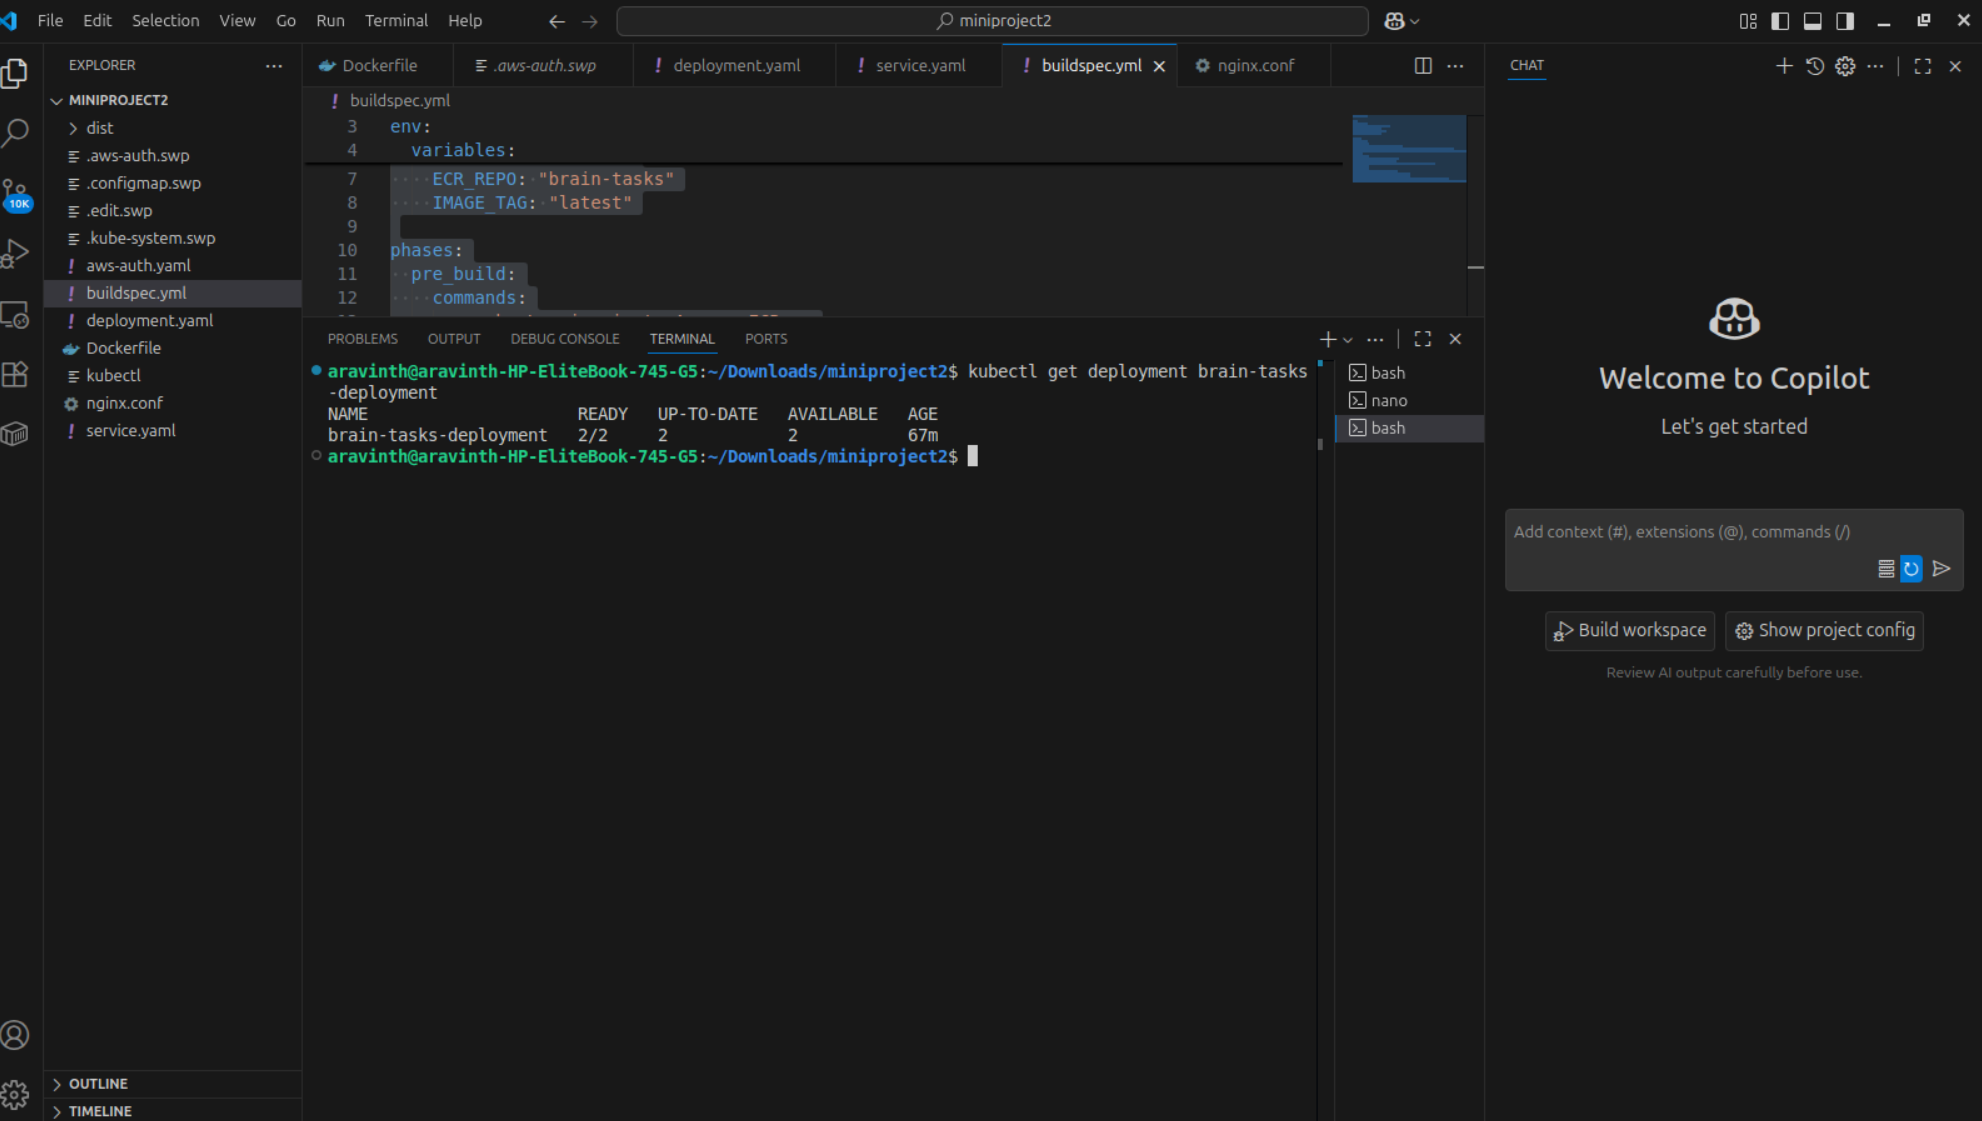 File Edit Selection View Go Run Terminal Help
miniproject2
EXPLORER
MINIPROJECT2
dist
.aws-auth.swp
.configmap.swp
.edit.swp
.kube-system.swp
aws-auth.yaml
buildspec.yml
deployment.yaml
Dockerfile
kubectl
nginx.conf
service.yaml
10K
OUTLINE
TIMELINE
Dockerfile .aws-auth.swp deployment.yaml service.yaml buildspec.yml nginx.conf
buildspec.yml
3 env:
4 variables:
7 ECR_REPO: "brain-tasks"
8 IMAGE_TAG: "latest"
9
10 phases:
11 pre_build:
12 commands:
PROBLEMS OUTPUT DEBUG CONSOLE TERMINAL PORTS
aravinth@aravinth-HP-EliteBook-745-G5:~/Downloads/miniproject2$ kubectl get deployment brain-tasks
-deployment
NAME READY UP-TO-DATE AVAILABLE AGE
brain-tasks-deployment 2/2 2 2 67m
aravinth@aravinth-HP-EliteBook-745-G5:~/Downloads/miniproject2$
bash
nano
bash
CHAT
Welcome to Copilot
Let's get started
Add context (#), extensions (@), commands (/)
Build workspace Show project config
Review AI output carefully before use.